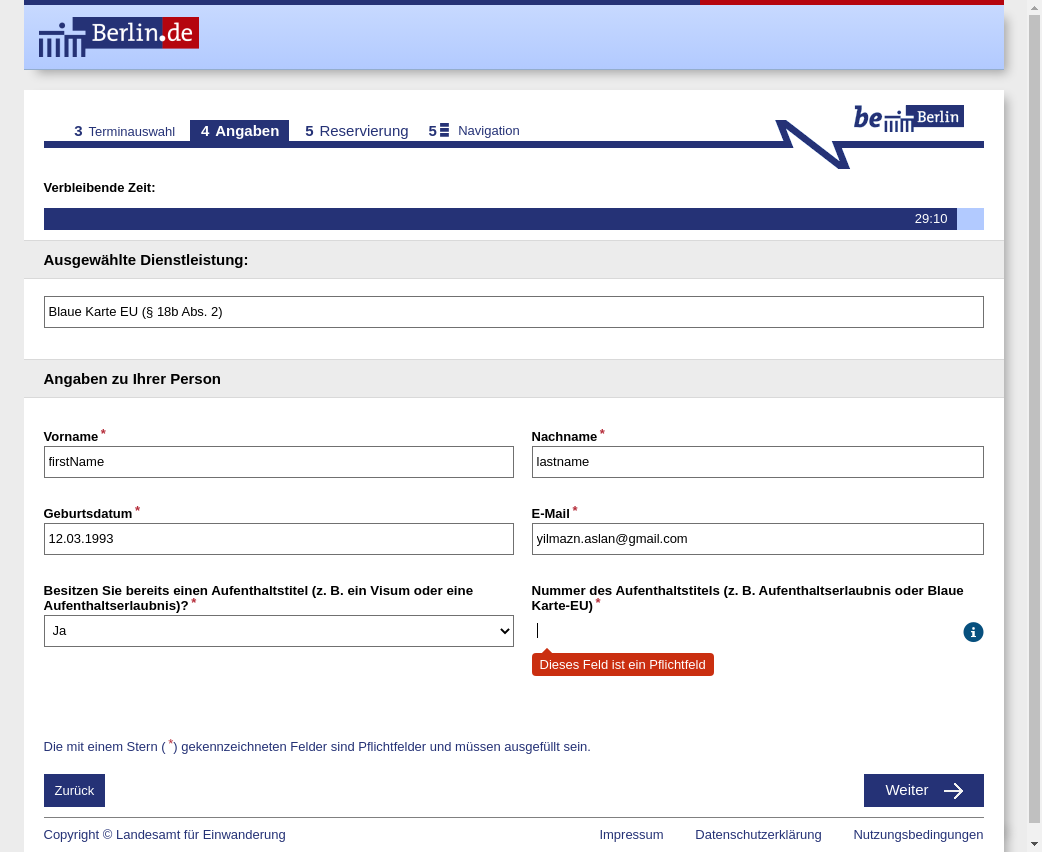 Berlin.de
be Berlin
3 Terminauswahl 4 Angaben 5 Reservierung 5 Navigation
Verbleibende Zeit:
29:10
Ausgewählte Dienstleistung:
Blaue Karte EU (§ 18b Abs. 2)
Angaben zu Ihrer Person
Vorname * Nachname *
firstName lastname
Geburtsdatum * E-Mail *
12.03.1993 yilmazn.aslan@gmail.com
Besitzen Sie bereits einen Aufenthaltstitel (z. B. ein Visum oder eine
Aufenthaltserlaubnis)? *
Ja
Nummer des Aufenthaltstitels (z. B. Aufenthaltserlaubnis oder Blaue
Karte-EU) *
Dieses Feld ist ein Pflichtfeld
Die mit einem Stern ( *) gekennzeichneten Felder sind Pflichtfelder und müssen ausgefüllt sein.
Zurück Weiter
Copyright © Landesamt für Einwanderung Impressum Datenschutzerklärung Nutzungsbedingungen